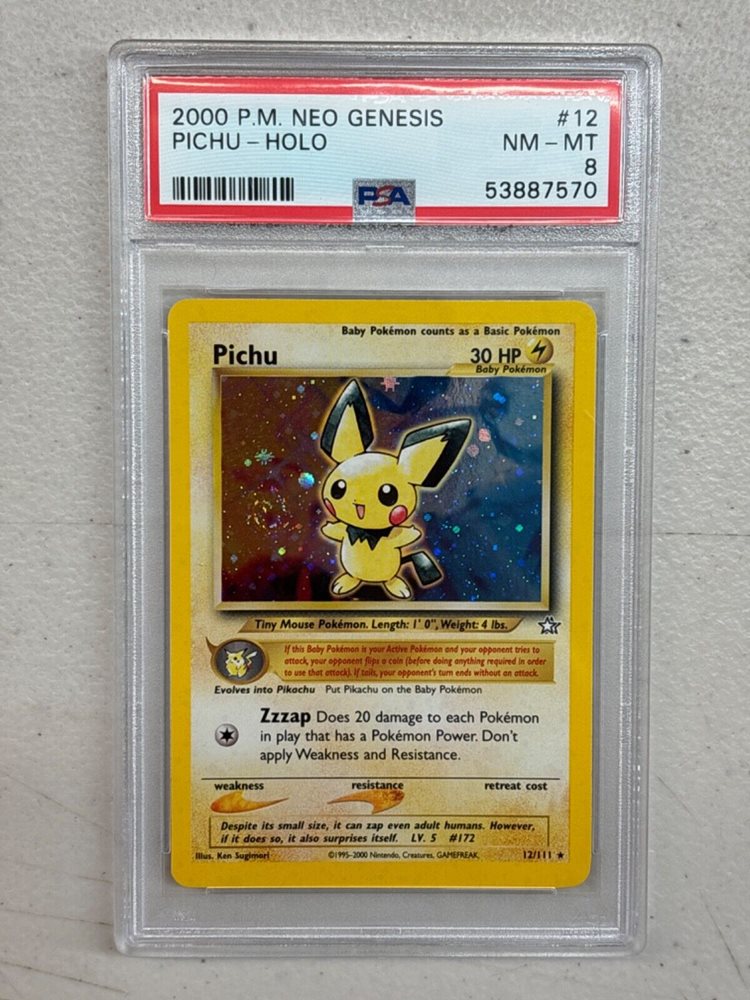 2000 P.M. NEO GENESIS #12
PICHU – HOLO NM – MT
8
PSA 53887570
Baby Pokémon counts as a Basic Pokémon
Pichu 30 HP
Baby Pokémon
Tiny Mouse Pokémon. Length: 1' 0", Weight: 4 lbs.
If this Baby Pokémon is your Active Pokémon and your opponent tries to
attack, your opponent flips a coin (before doing anything required in order
to use that attack). If tails, your opponent's turn ends without an attack.
Evolves into Pikachu Put Pikachu on the Baby Pokémon
Zzzap Does 20 damage to each Pokémon
in play that has a Pokémon Power. Don't
apply Weakness and Resistance.
weakness resistance retreat cost
Despite its small size, it can zap even adult humans. However,
if it does so, it also surprises itself. LV. 5 #172
Illus. Ken Sugimori ©1995-2000 Nintendo, Creatures, GAMEFREAK. 12/111 ★